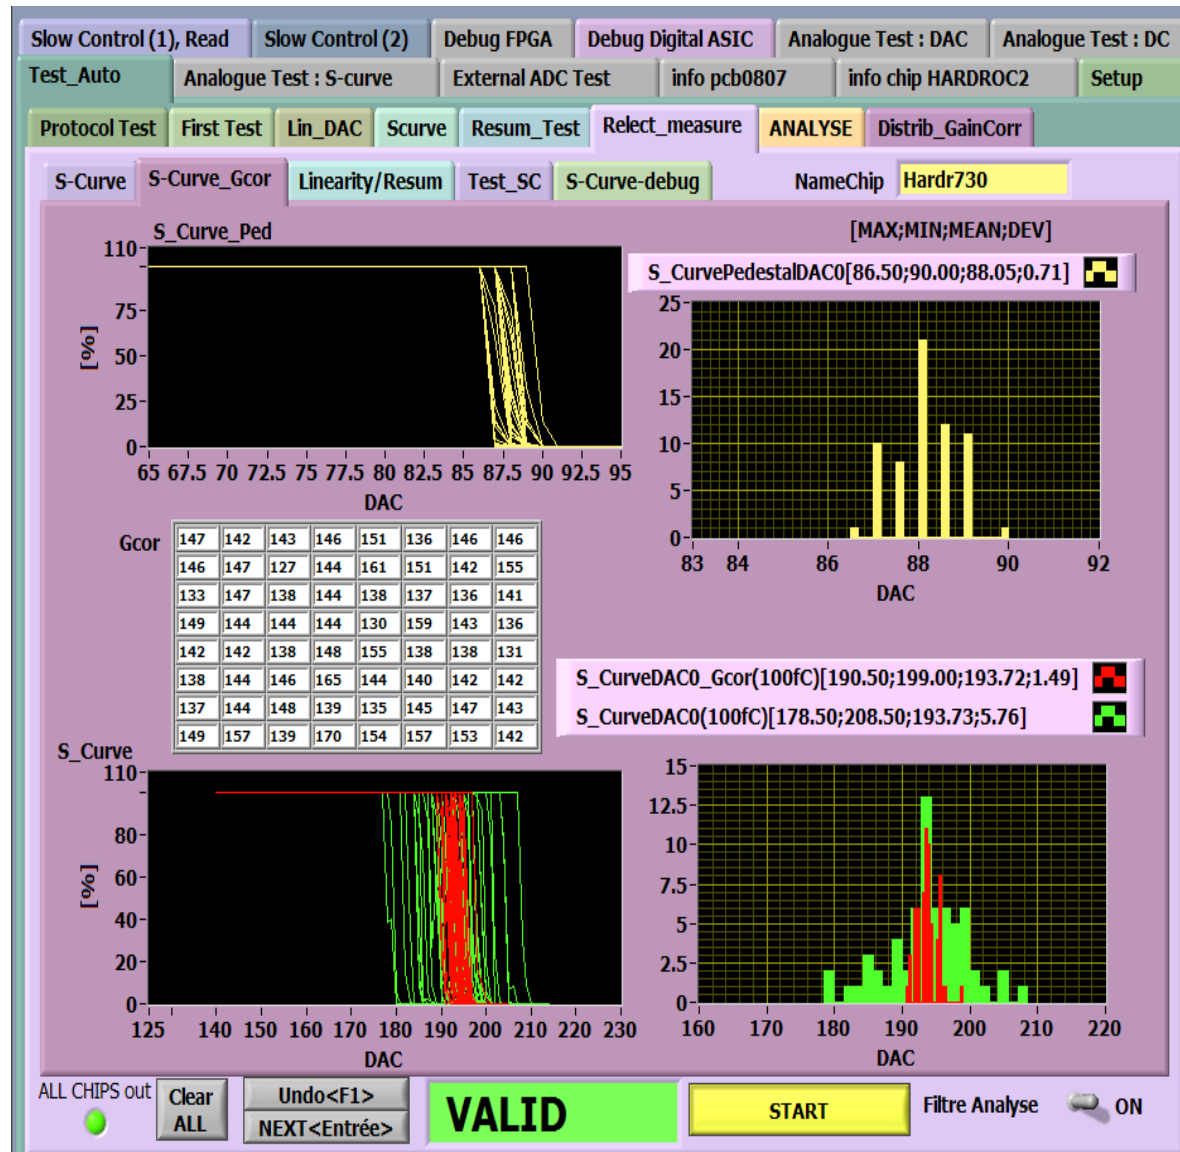 Slow Control (1), Read Slow Control (2) Debug FPGA Debug Digital ASIC Analogue Test : DAC Analogue Test : DC
Test_Auto Analogue Test : S-curve External ADC Test info pcb0807 info chip HARDROC2 Setup
Protocol Test First Test Lin_DAC Scurve Resum_Test Relect_measure ANALYSE Distrib_GainCorr
S-Curve S-Curve_Gcor Linearity/Resum Test_SC S-Curve-debug NameChip Hardr730
S_Curve_Ped
[MAX;MIN;MEAN;DEV]
S_CurvePedestalDAC0[86.50;90.00;88.05;0.71]
110
75
50
25
0
[%]
65 67.5 70 72.5 75 77.5 80 82.5 85 87.5 90 92.5 95
DAC
25
20
15
10
5
0
83 84 86 88 90 92
DAC
Gcor
147 142 143 146 151 136 146 146
146 147 127 144 161 151 142 155
133 147 138 144 138 137 136 141
149 144 144 144 130 159 143 136
142 142 138 148 155 138 138 131
138 144 146 165 144 140 142 142
137 144 148 139 135 145 147 143
149 157 139 170 154 157 153 142
S_CurveDAC0_Gcor(100fC)[190.50;199.00;193.72;1.49]
S_CurveDAC0(100fC)[178.50;208.50;193.73;5.76]
S_Curve
110
80
60
40
20
0
[%]
125 140 150 160 170 180 190 200 210 220 230
DAC
15
12.5
10
7.5
5
2.5
0
160 170 180 190 200 210 220
DAC
ALL CHIPS out
Clear
ALL
Undo<F1>
NEXT<Entrée>
VALID
START
Filtre Analyse
ON